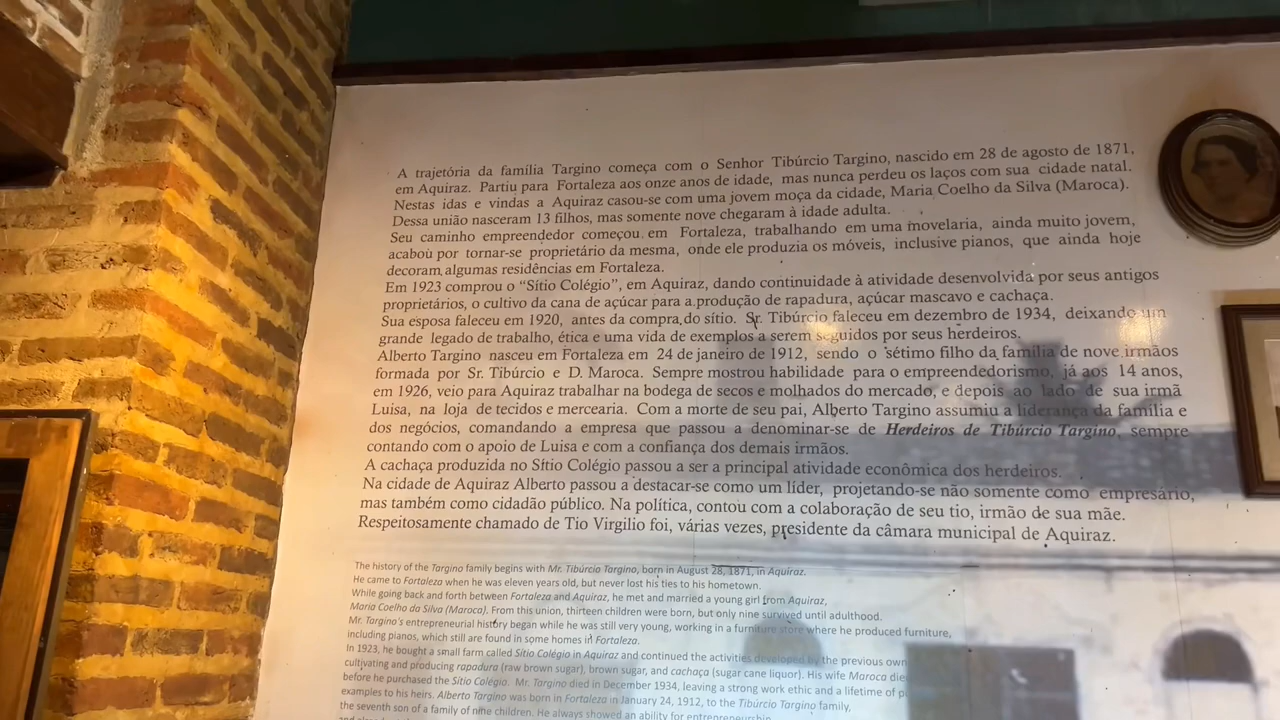 A trajetória da família Targino começa com o Senhor Tibúrcio Targino, nascido em 28 de agosto de 1871,
em Aquiraz. Partiu para Fortaleza aos onze anos de idade, mas nunca perdeu os laços com sua cidade natal.
Nestas idas e vindas a Aquiraz casou-se com uma jovem moça da cidade, Maria Coelho da Silva (Maroca).
Dessa união nasceram 13 filhos, mas somente nove chegaram à idade adulta.
Seu caminho empreendedor começou em Fortaleza, trabalhando em uma movelaria, ainda muito jovem,
acabou por tornar-se proprietário da mesma, onde ele produzia os móveis, inclusive pianos, que ainda hoje
decoram algumas residências em Fortaleza.
Em 1923 comprou o “Sítio Colégio”, em Aquiraz, dando continuidade à atividade desenvolvida por seus antigos
proprietários, o cultivo da cana de açúcar para a produção de rapadura, açúcar mascavo e cachaça.
Sua esposa faleceu em 1920, antes da compra do sítio. Sr. Tibúrcio faleceu em dezembro de 1934, deixando um
grande legado de trabalho, ética e uma vida de exemplos a serem seguidos por seus herdeiros.
Alberto Targino nasceu em Fortaleza em 24 de janeiro de 1912, sendo o sétimo filho da família de nove irmãos
formada por Sr. Tibúrcio e D. Maroca. Sempre mostrou habilidade para o empreendedorismo, já aos 14 anos,
em 1926, veio para Aquiraz trabalhar na bodega de secos e molhados do mercado, e depois ao lado de sua irmã
Luisa, na loja de tecidos e mercearia. Com a morte de seu pai, Alberto Targino assumiu a liderança da família e
dos negócios, comandando a empresa que passou a denominar-se de Herdeiros de Tibúrcio Targino, sempre
contando com o apoio de Luisa e com a confiança dos demais irmãos.
A cachaça produzida no Sítio Colégio passou a ser a principal atividade econômica dos herdeiros.
Na cidade de Aquiraz Alberto passou a destacar-se como um líder, projetando-se não somente como empresário,
mas também como cidadão público. Na política, contou com a colaboração de seu tio, irmão de sua mãe.
Respeitosamente chamado de Tio Virgilio foi, várias vezes, presidente da câmara municipal de Aquiraz.
The history of the Targino family begins with Mr. Tibúrcio Targino, born in August 28, 1871, in Aquiraz.
He came to Fortaleza when he was eleven years old, but never lost his ties to his hometown.
While going back and forth between Fortaleza and Aquiraz, he met and married a young girl from Aquiraz,
Maria Coelho da Silva (Maroca). From this union, thirteen children were born, but only nine survived until adulthood.
Mr. Targino's entrepreneurial history began while he was still very young, working in a furniture store where he produced furniture,
including pianos, which still are found in some homes in Fortaleza.
In 1923, he bought a small farm called Sítio Colégio in Aquiraz and continued the activities developed by the previous own
cultivating and producing rapadura (raw brown sugar), brown sugar, and cachaça (sugar cane liquor). His wife Maroca die
before he purchased the Sítio Colégio. Mr. Targino died in December 1934, leaving a strong work ethic and a lifetime of
examples to his heirs. Alberto Targino was born in Fortaleza in January 24, 1912, to the Tibúrcio Targino family,
the seventh son of a family of nine children. He always showed an ability for entrepreneurship